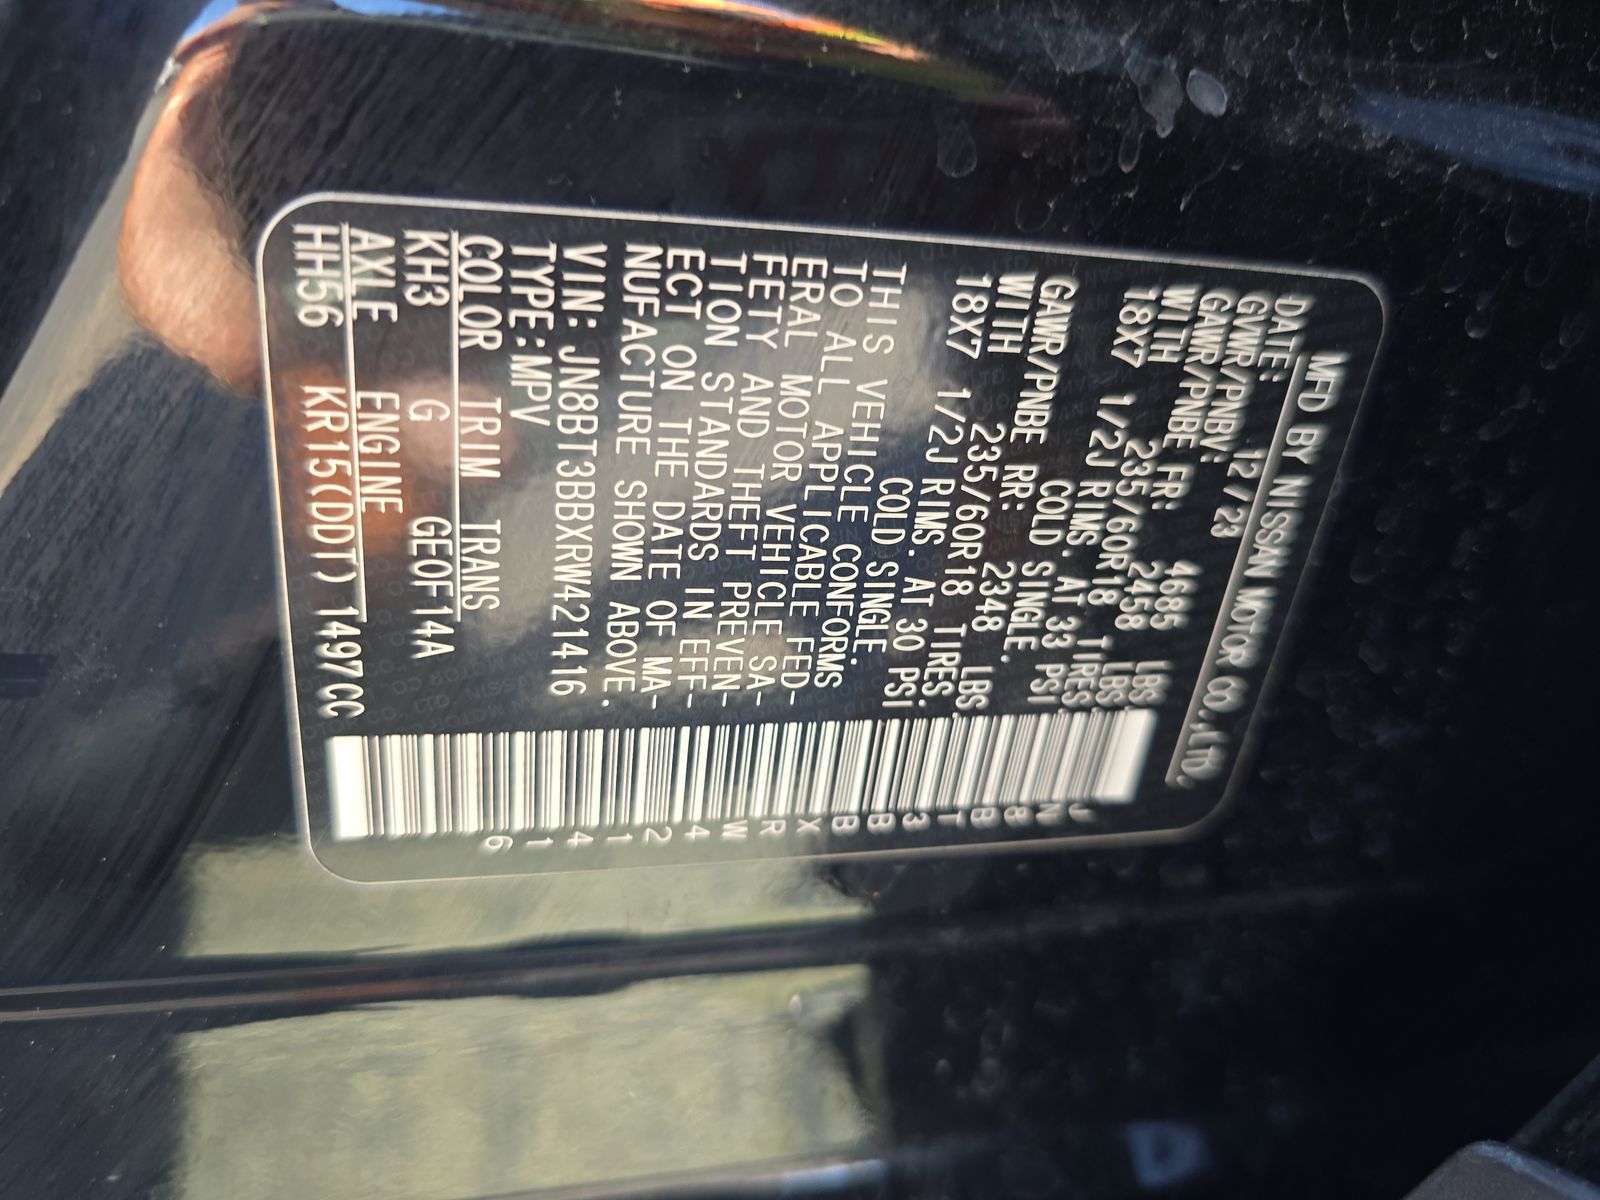 MFD BY NISSAN MOTOR CO.,LTD.
DATE: 12/23
GVWR/PNBV: 4685 LBS.
GAWR/PNBE FR: 2458 LBS.
WITH 235/60R18 TIRES.
18X7 1/2J RIMS. AT 33 PSI
COLD SINGLE.
GAWR/PNBE RR: 2348 LBS.
WITH 235/60R18 TIRES.
18X7 1/2J RIMS. AT 30 PSI
COLD SINGLE.
THIS VEHICLE CONFORMS
TO ALL APPLICABLE FED-
ERAL MOTOR VEHICLE SA-
FETY AND THEFT PREVEN-
TION STANDARDS IN EFF-
ECT ON THE DATE OF MA-
NUFACTURE SHOWN ABOVE.
VIN: JN8BT3BBXRW421416
TYPE:MPV
COLOR TRIM TRANS
KH3 G GE0F14A
AXLE ENGINE
HH56 KR15(DDT) 1497CC
JN8BT3BBXRW421416